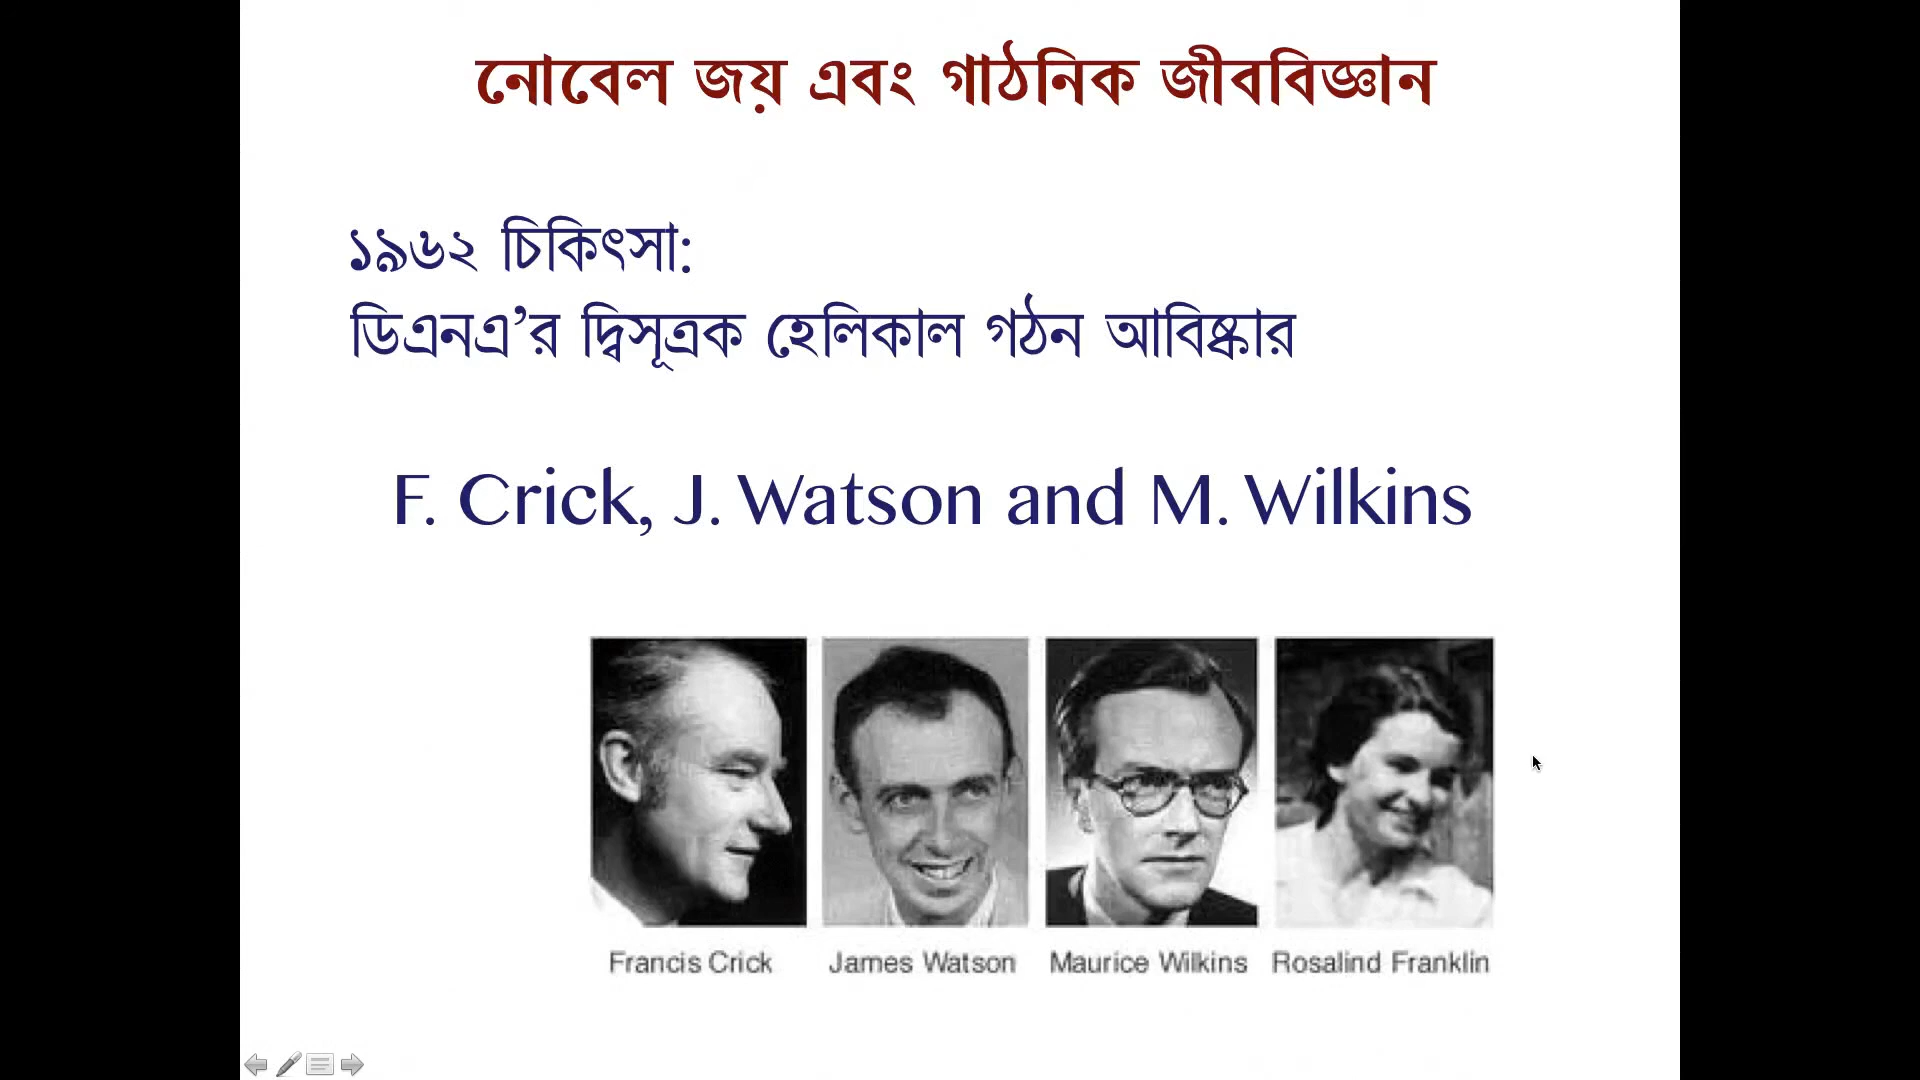 নোবেল জয় এবং গাঠনিক জীববিজ্ঞান
১৯৬২ চিকিৎসা:
ডিএনএ’র দ্বিসূত্রক হেলিকাল গঠন আবিষ্কার
F. Crick, J. Watson and M. Wilkins
Francis Crick James Watson Maurice Wilkins Rosalind Franklin